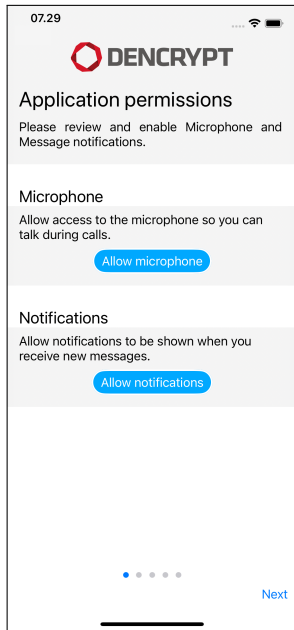 07.29
DENCRYPT
Application permissions
Please review and enable Microphone and
Message notifications.
Microphone
Allow access to the microphone so you can
talk during calls.
Allow microphone
Notifications
Allow notifications to be shown when you
receive new messages.
Allow notifications
Next